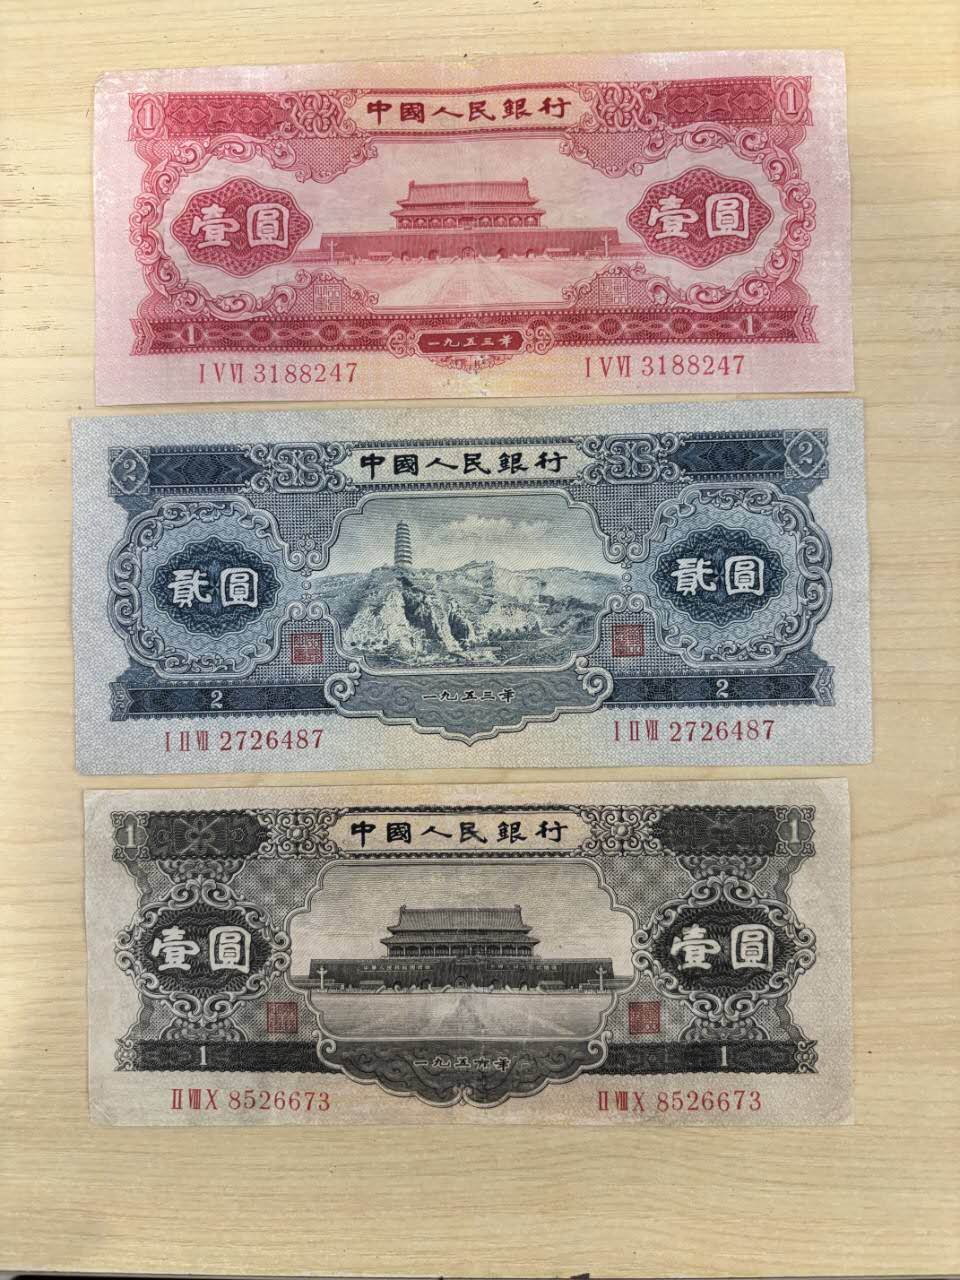 1 中國人民銀行 1
壹圓 壹圓
1 一九五三年 1
I V VI 3188247 I V VI 3188247
2 中國人民銀行 2
貳圓 貳圓
2 一九五三年 2
I II VII 2726487 I II VII 2726487
1 中國人民銀行 1
壹圓 壹圓
1 一九五六年 1
II VIII X 8526673 II VIII X 8526673